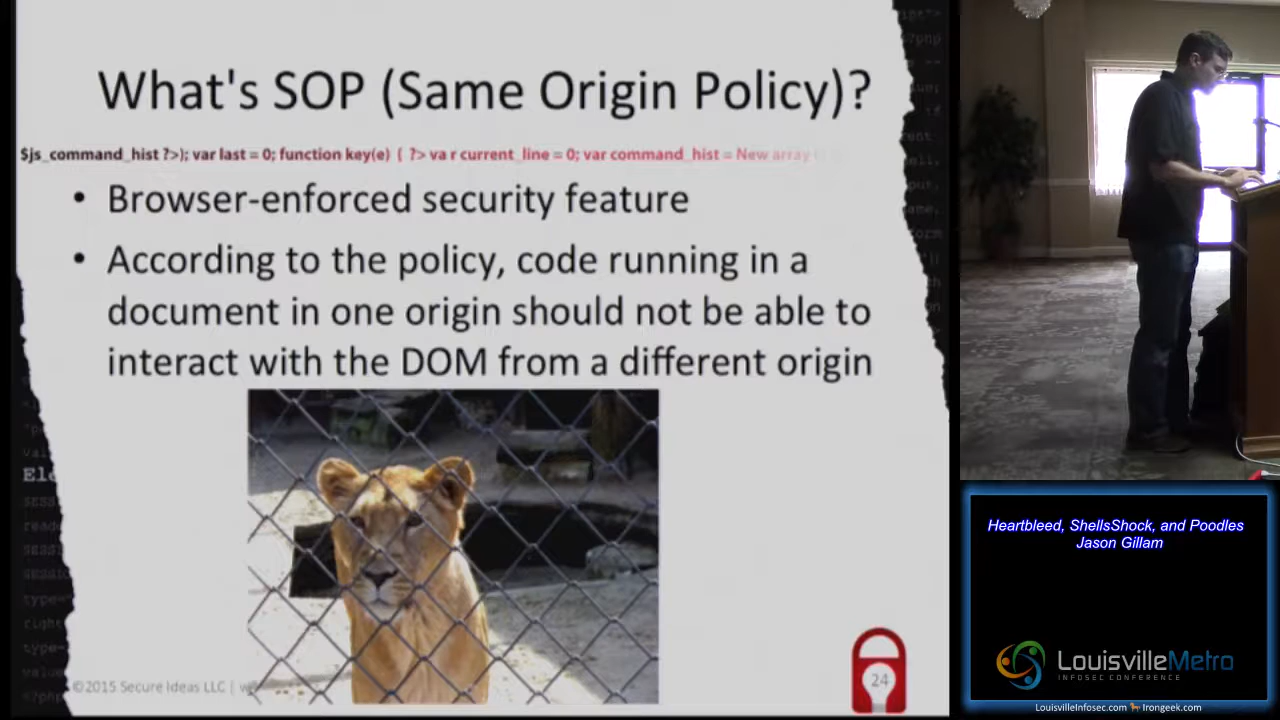 What's SOP (Same Origin Policy)?
$js_command_hist ?>); var last = 0; function key(e) { ?> va r current_line = 0; var command_hist = New array
• Browser-enforced security feature
• According to the policy, code running in a
document in one origin should not be able to
interact with the DOM from a different origin
©2015 Secure Ideas LLC |
24
Heartbleed, ShellsShock, and Poodles
Jason Gillam
LouisvilleMetro
INFOSEC CONFERENCE
LouisvilleInfosec.com Irongeek.com